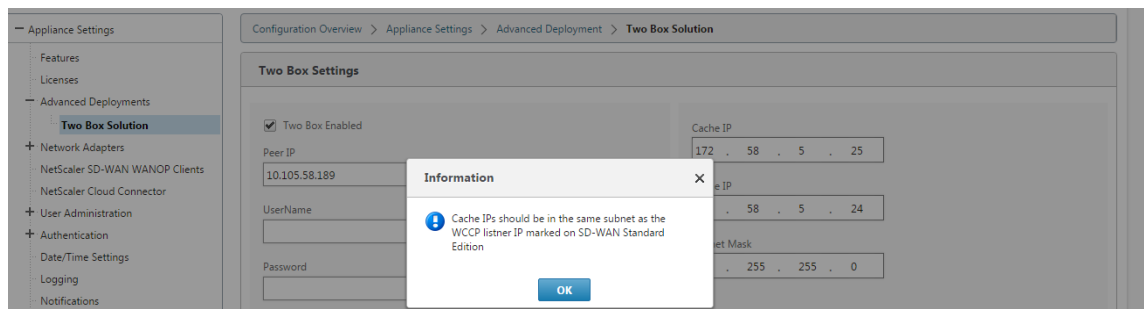 Appliance Settings
Features
Licenses
Advanced Deployments
Two Box Solution
Network Adapters
NetScaler SD-WAN WANOP Clients
NetScaler Cloud Connector
User Administration
Authentication
Date/Time Settings
Logging
Notifications
Configuration Overview > Appliance Settings > Advanced Deployment > Two Box Solution
Two Box Settings
Two Box Enabled
Peer IP
10.105.58.189
UserName
Password
Cache IP
172 . 58 . 5 . 25
e IP
. 58 . 5 . 24
et Mask
. 255 . 255 . 0
Information
Cache IPs should be in the same subnet as the
WCCP listner IP marked on SD-WAN Standard
Edition
OK